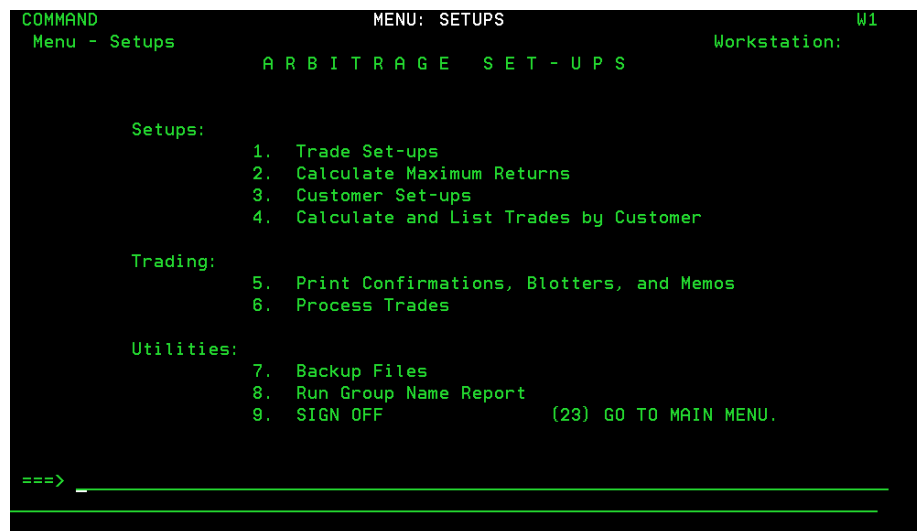 COMMAND MENU: SETUPS W1
Menu - Setups Workstation:
A R B I T R A G E S E T - U P S
Setups:
1. Trade Set-ups
2. Calculate Maximum Returns
3. Customer Set-ups
4. Calculate and List Trades by Customer
Trading:
5. Print Confirmations, Blotters, and Memos
6. Process Trades
Utilities:
7. Backup Files
8. Run Group Name Report
9. SIGN OFF (23) GO TO MAIN MENU.
===>